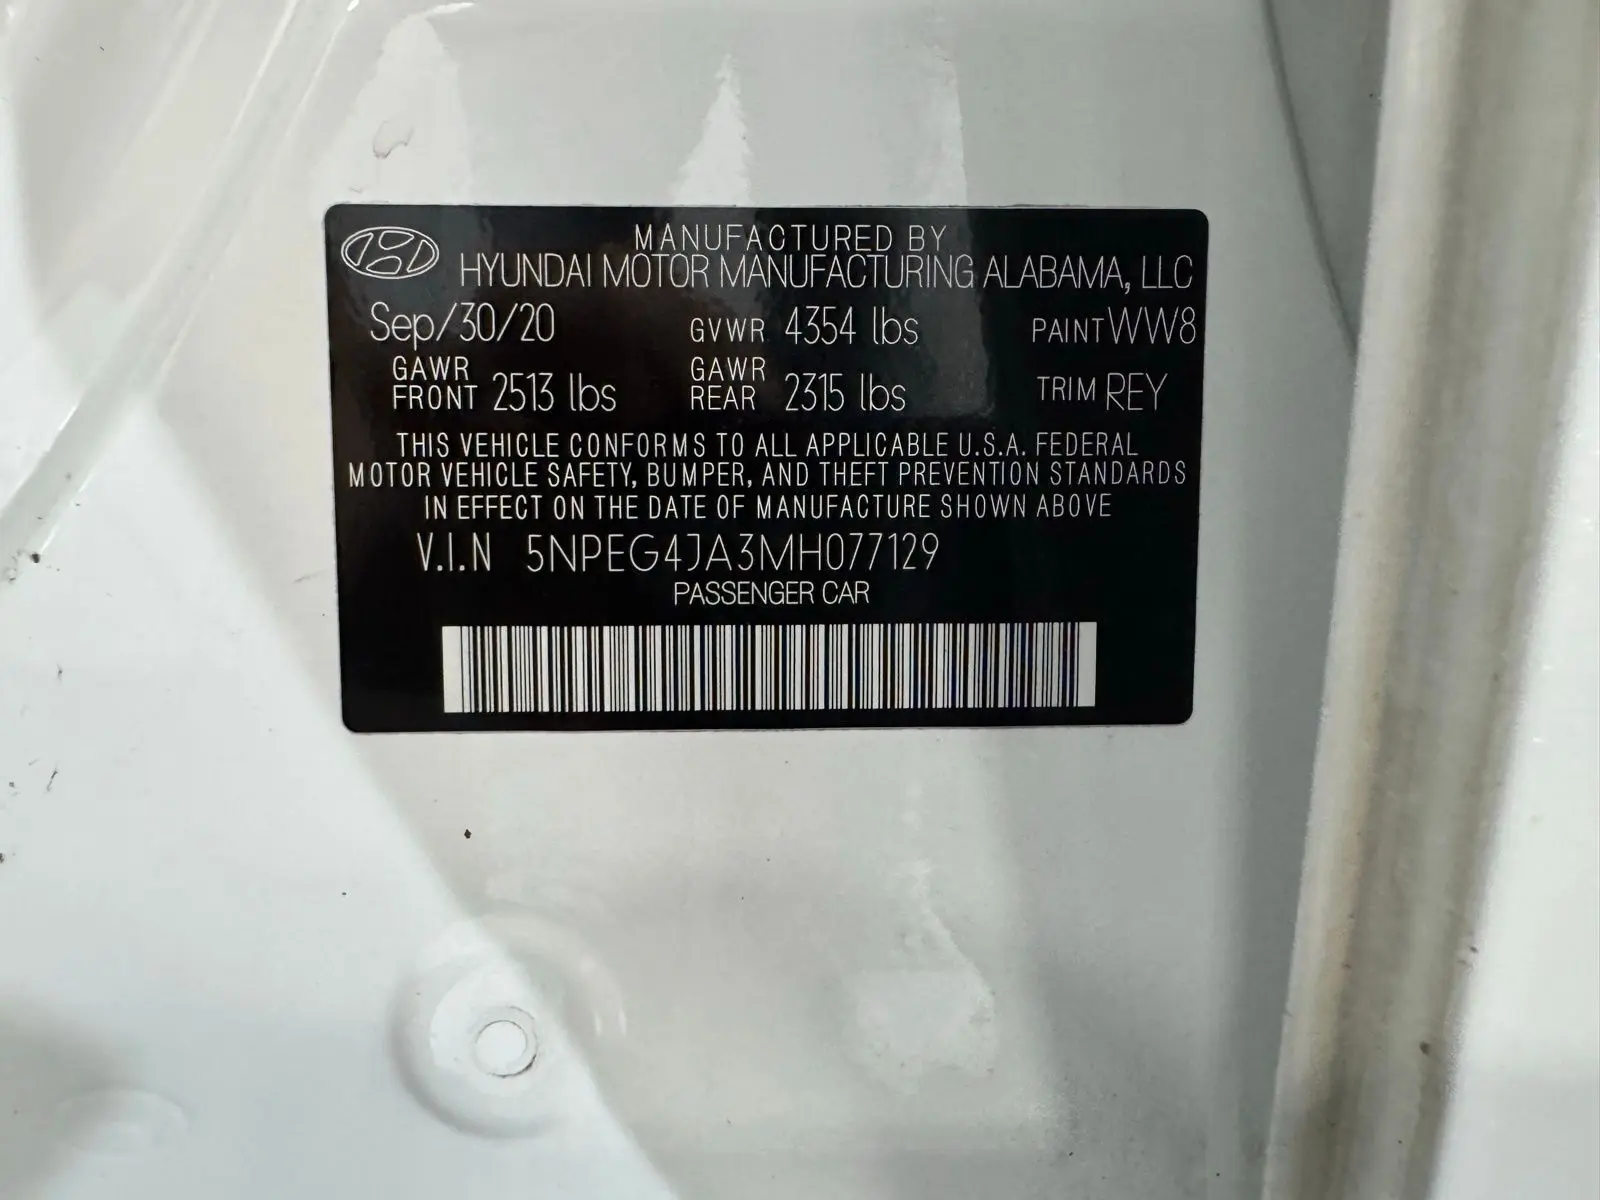 MANUFACTURED BY
HYUNDAI MOTOR MANUFACTURING ALABAMA, LLC
Sep/30/20 GVWR 4354 lbs PAINT WW8
GAWR FRONT 2513 lbs GAWR REAR 2315 lbs TRIM REY
THIS VEHICLE CONFORMS TO ALL APPLICABLE U.S.A. FEDERAL
MOTOR VEHICLE SAFETY, BUMPER, AND THEFT PREVENTION STANDARDS
IN EFFECT ON THE DATE OF MANUFACTURE SHOWN ABOVE
V.I.N 5NPEG4JA3MH077129
PASSENGER CAR